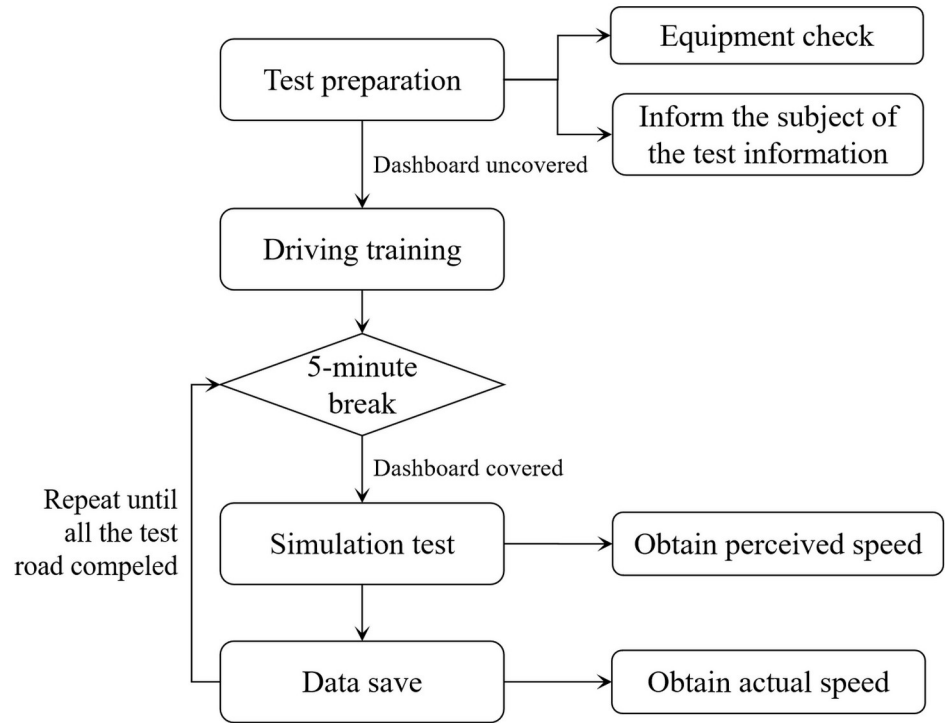 Test preparation
Equipment check
Inform the subject of
the test information
Dashboard uncovered
Driving training
5-minute
break
Dashboard covered
Repeat until
all the test
road compeled
Simulation test
Obtain perceived speed
Data save
Obtain actual speed